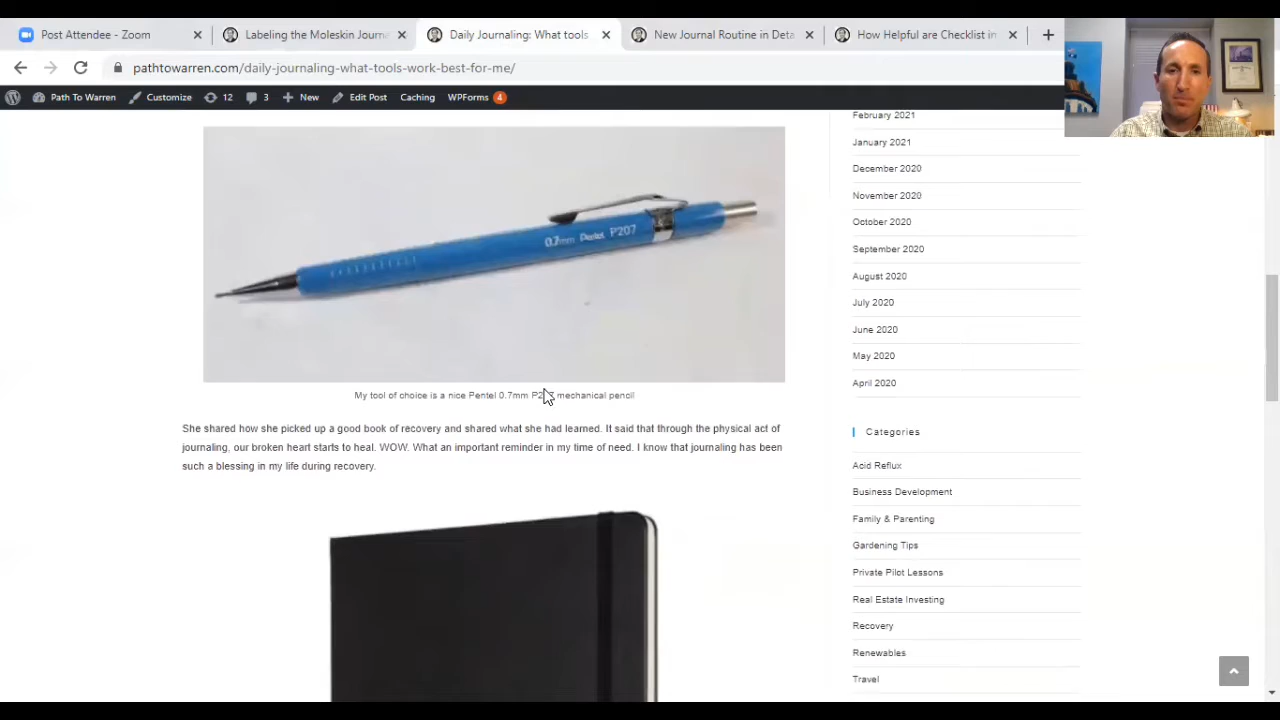 Post Attendee - Zoom
Labeling the Moleskin Journ
Daily Journaling: What tools
New Journal Routine in Deta
How Helpful are Checklist in
pathtowarren.com/daily-journaling-what-tools-work-best-for-me/
Path To Warren
Customize
12
3
New
Edit Post
Caching
WPForms 4
0.7mm Pentel P207
My tool of choice is a nice Pentel 0.7mm P207 mechanical pencil
She shared how she picked up a good book of recovery and shared what she had learned. It said that through the physical act of
journaling, our broken heart starts to heal. WOW. What an important reminder in my time of need. I know that journaling has been
such a blessing in my life during recovery.
February 2021
January 2021
December 2020
November 2020
October 2020
September 2020
August 2020
July 2020
June 2020
May 2020
April 2020
Categories
Acid Reflux
Business Development
Family & Parenting
Gardening Tips
Private Pilot Lessons
Real Estate Investing
Recovery
Renewables
Travel